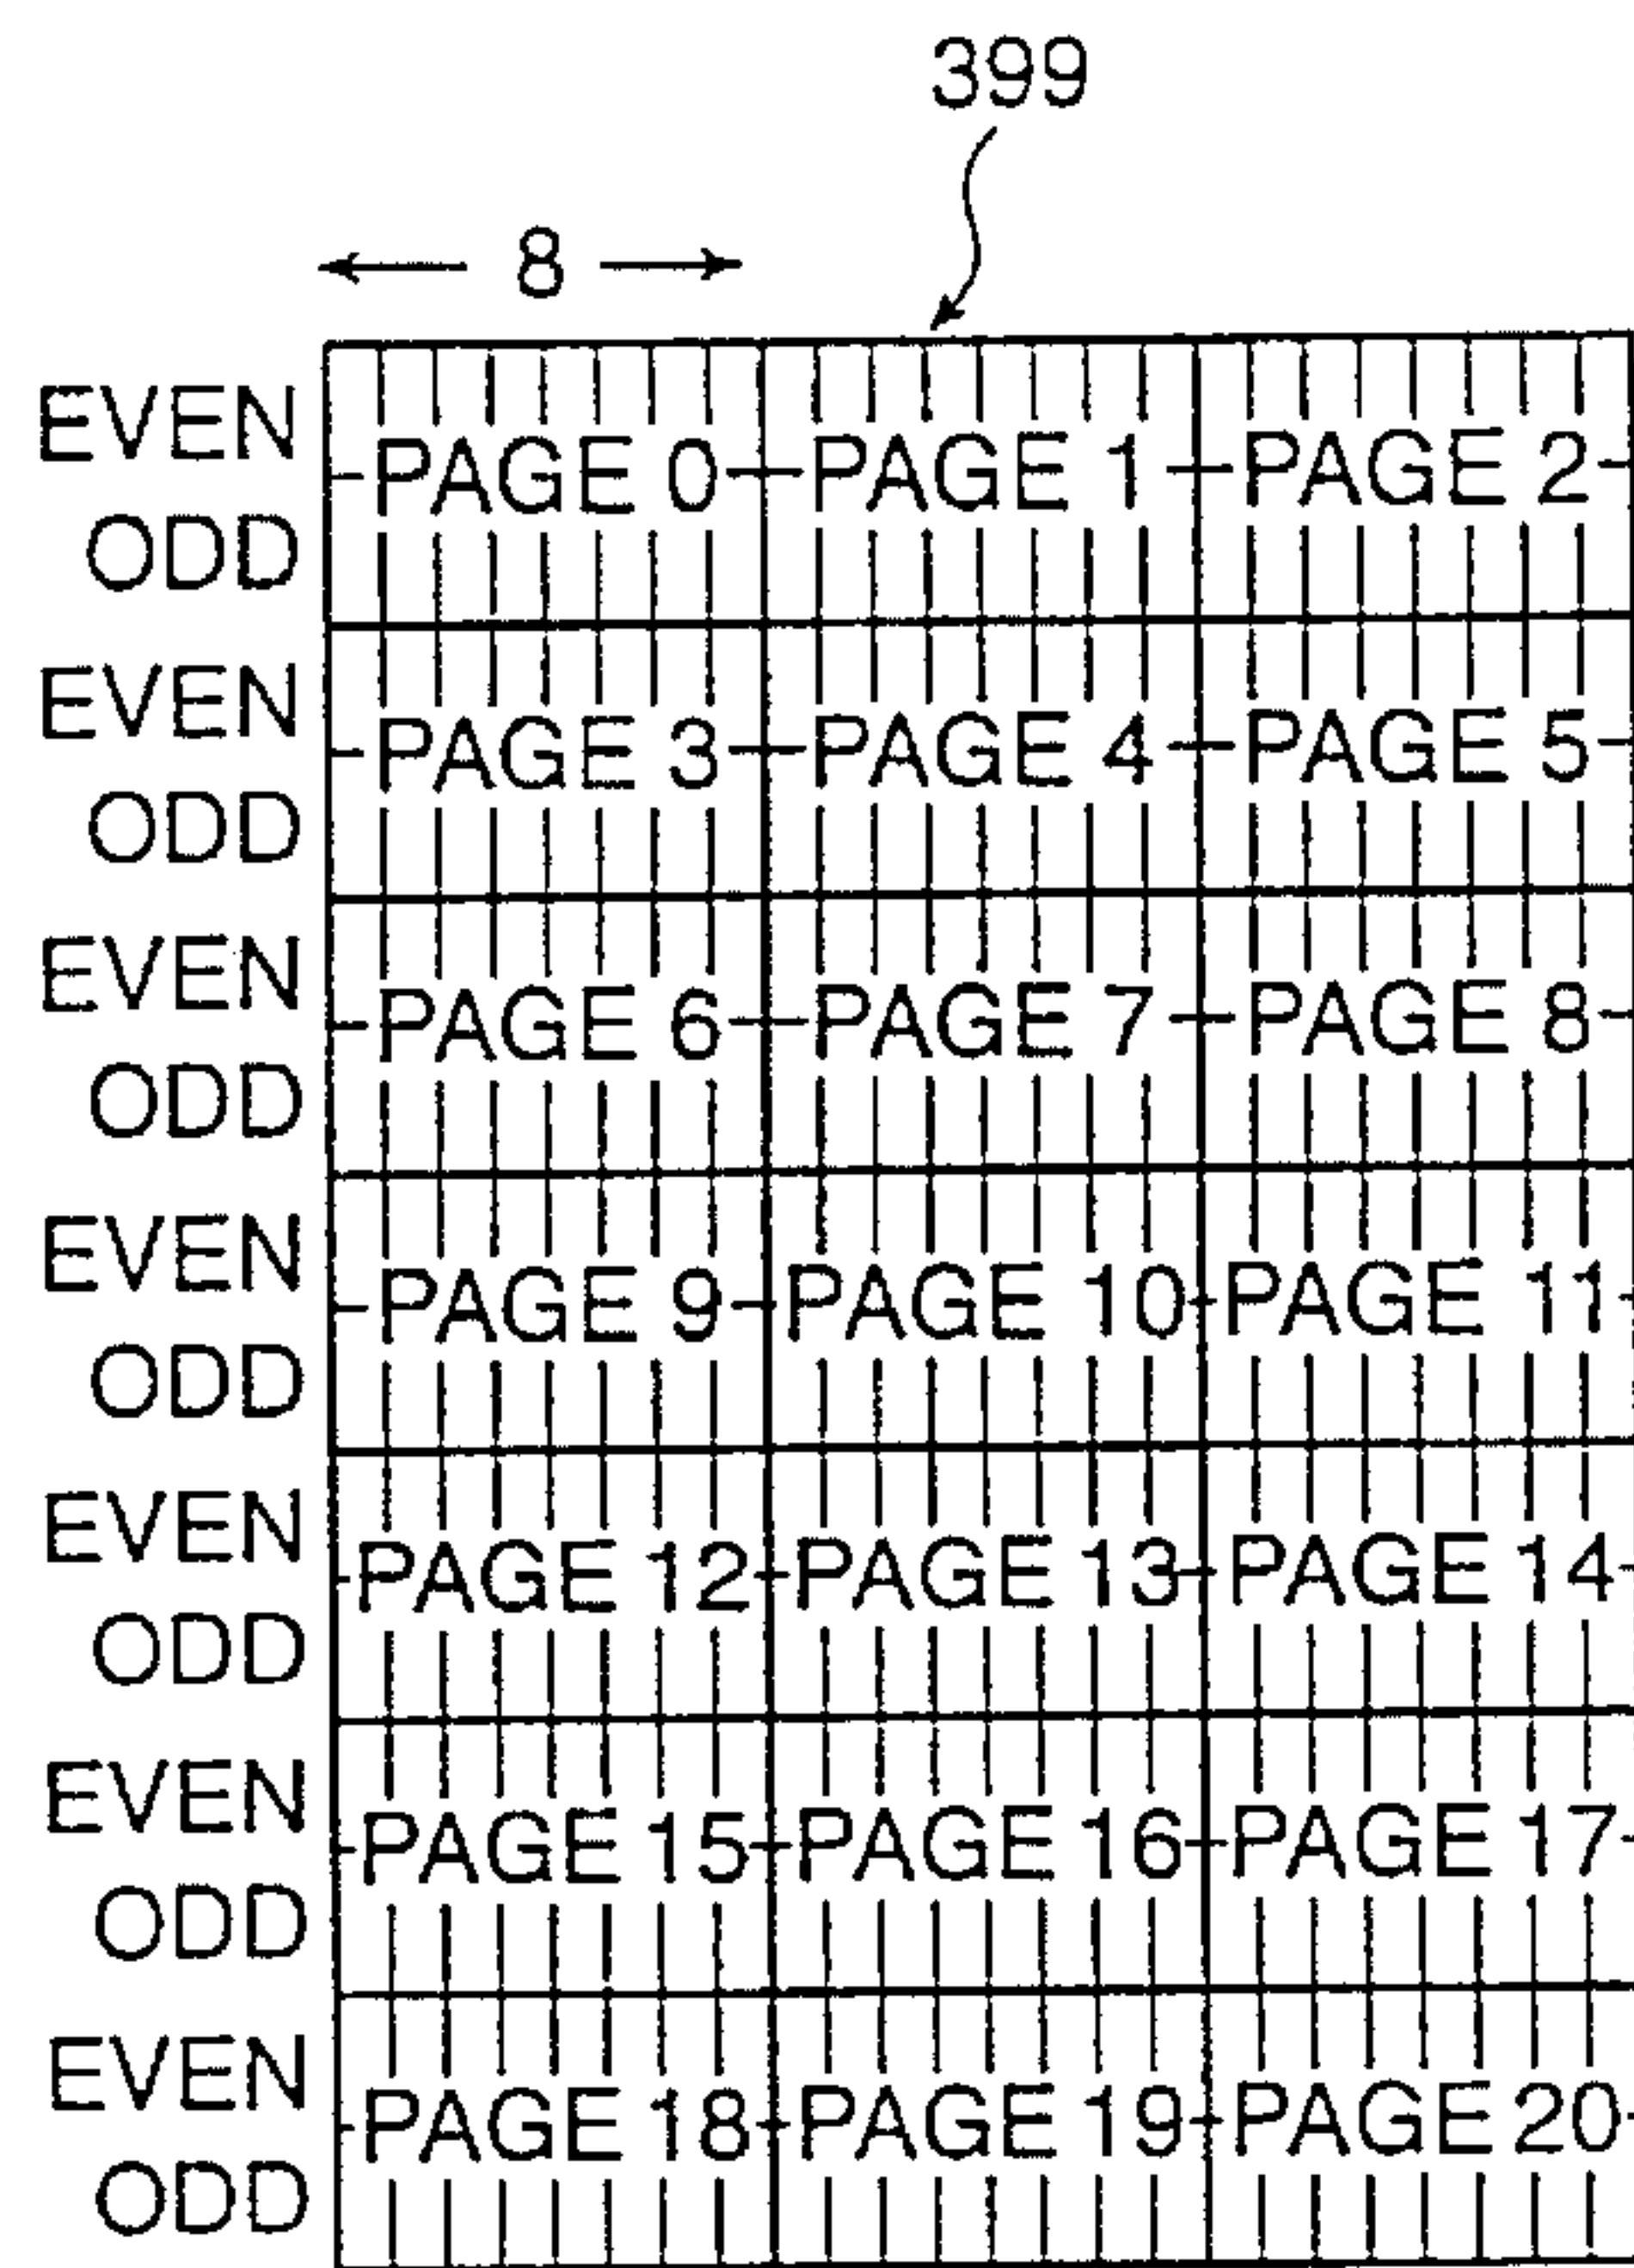 399
8
EVEN
PAGE 0 PAGE 1 PAGE 2
ODD
EVEN
PAGE 3 PAGE 4 PAGE 5
ODD
EVEN
PAGE 6 PAGE 7 PAGE 8
ODD
EVEN
PAGE 9 PAGE 10 PAGE 11
ODD
EVEN
PAGE 12 PAGE 13 PAGE 14
ODD
EVEN
PAGE 15 PAGE 16 PAGE 17
ODD
EVEN
PAGE 18 PAGE 19 PAGE 20
ODD